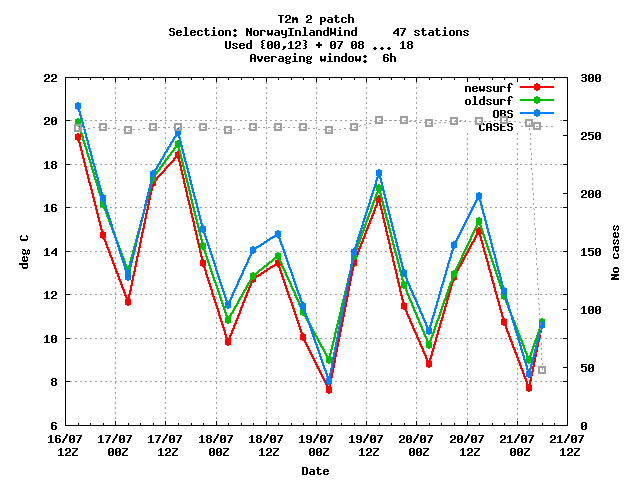 T2m 2 patch
Selection: NorwayInlandWind     47 stations
Used {00,12} + 07 08 ... 18
Averaging window:  6h
newsurf
oldsurf
OBS
CASES
22
20
18
16
14
12
10
8
6
deg C
300
250
200
150
100
50
0
No cases
16/07 17/07 17/07 18/07 18/07 19/07 19/07 20/07 20/07 21/07 21/07
12Z 00Z 12Z 00Z 12Z 00Z 12Z 00Z 12Z 00Z 12Z
Date